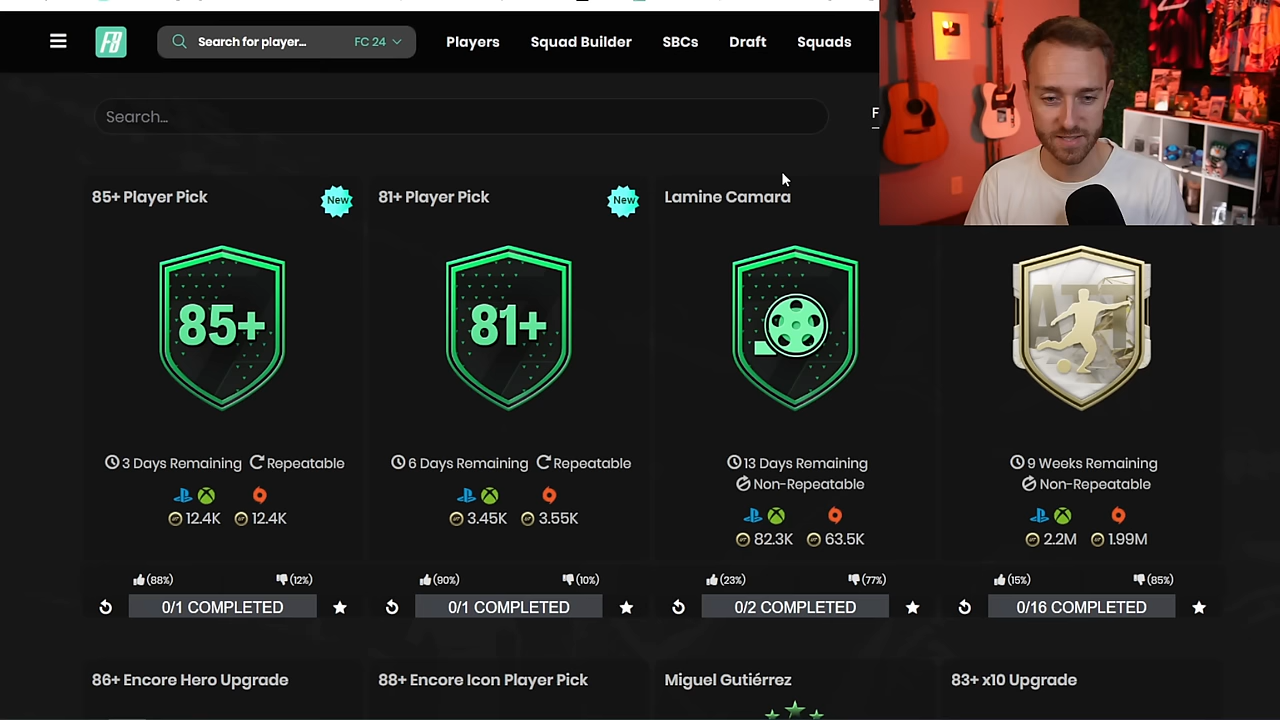 FB
Search for player...
FC 24
Players
Squad Builder
SBCs
Draft
Squads
Search...
F
85+ Player Pick
New
85+
3 Days Remaining
Repeatable
12.4K
12.4K
(88%)
(12%)
0/1 COMPLETED
81+ Player Pick
New
81+
6 Days Remaining
Repeatable
3.45K
3.55K
(90%)
(10%)
0/1 COMPLETED
Lamine Camara
13 Days Remaining
Non-Repeatable
82.3K
63.5K
(23%)
(77%)
0/2 COMPLETED
ATT
9 Weeks Remaining
Non-Repeatable
2.2M
1.99M
(15%)
(85%)
0/16 COMPLETED
86+ Encore Hero Upgrade
88+ Encore Icon Player Pick
Miguel Gutiérrez
83+ x10 Upgrade